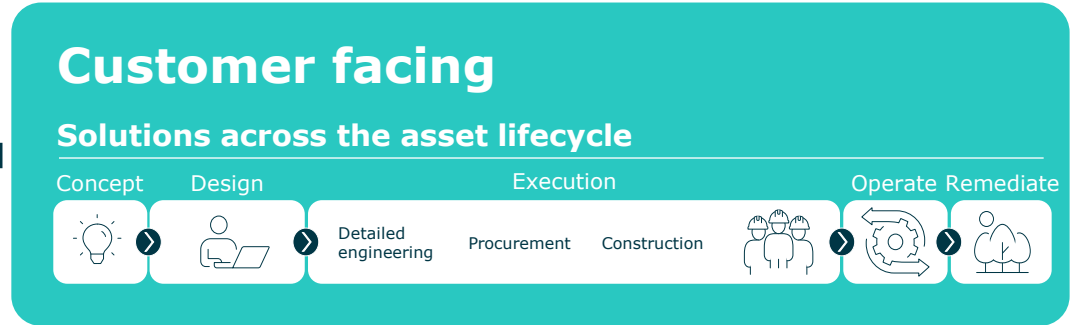 Customer facing
Solutions across the asset lifecycle
Concept
Design
Execution
Operate
Remediate
Detailed
engineering
Procurement
Construction